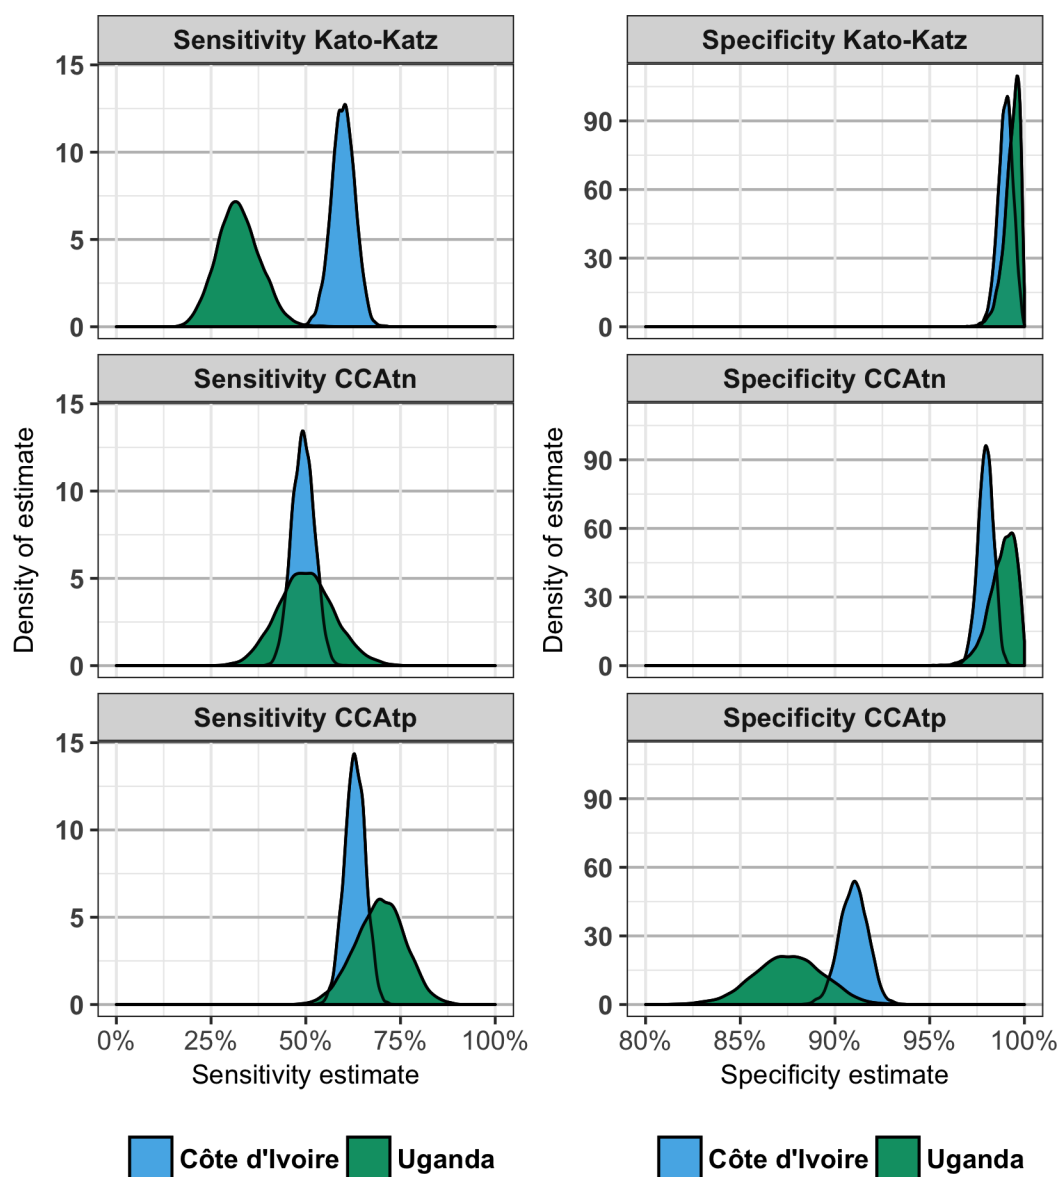 Sensitivity Kato-Katz
15
10
5
0
Sensitivity CCAtn
15
10
5
0
Sensitivity CCAtp
15
10
5
0
0% 25% 50% 75% 100%
Density of estimate
Sensitivity estimate
Côte d'Ivoire Uganda
Specificity Kato-Katz
90
60
30
0
Specificity CCAtn
90
60
30
0
Specificity CCAtp
90
60
30
0
80% 85% 90% 95% 100%
Density of estimate
Specificity estimate
Côte d'Ivoire Uganda